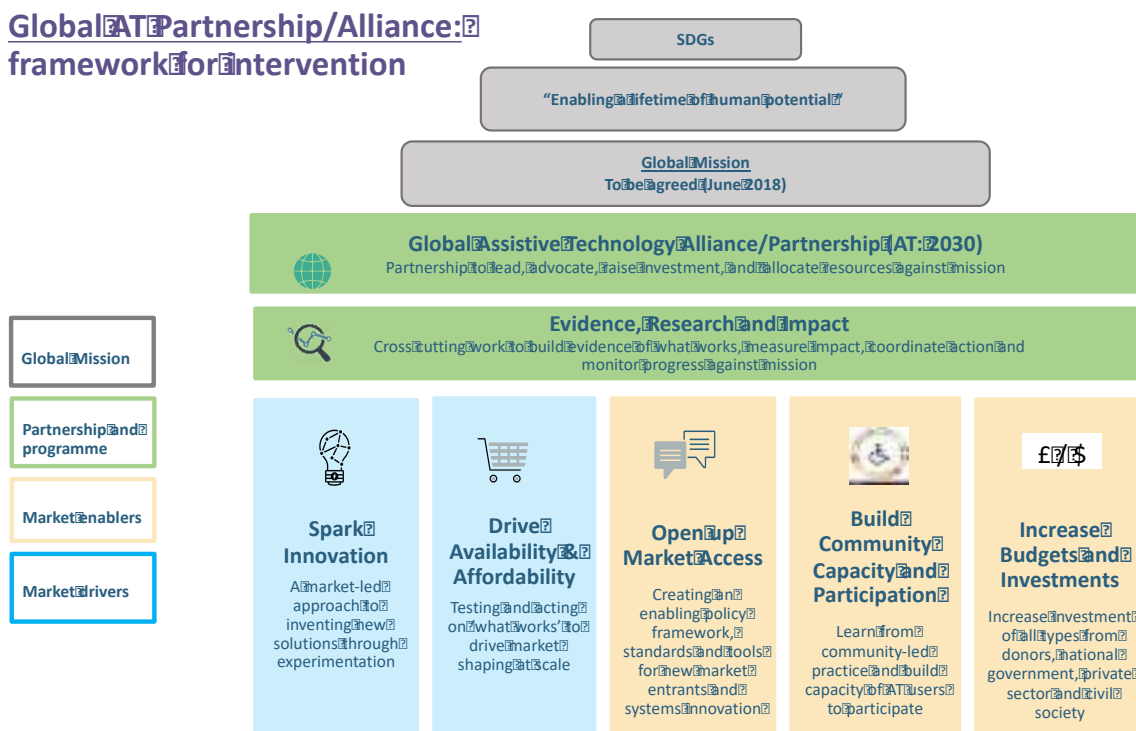 Global AT Partnership/Alliance:
framework for intervention
SDGs
“Enabling a lifetime of human potential “
Global Mission
To be agreed (June 2018)
Global Assistive Technology Alliance/Partnership (AT: 2030)
Partnership to lead, advocate, raise investment, and allocate resources against mission
Evidence, Research and Impact
Cross cutting work to build evidence of what works, measure impact, coordinate action and
monitor progress against mission
Global Mission
Partnership and
programme
Market enablers
Market drivers
Spark
Innovation
A market-led
approach to
inventing new
solutions through
experimentation
Drive
Availability &
Affordability
Testing and acting
on ‘what works’ to
drive market
shaping at scale
Open up
Market Access
Creating an
enabling policy
framework,
standards and tools
for new market
entrants and
systems innovation
Build
Community
Capacity and
Participation
Learn from
community-led
practice and build
capacity of AT users
to participate
£ / $
Increase
Budgets and
Investments
Increase investment
of all types from
donors, national
government, private
sector and civil
society